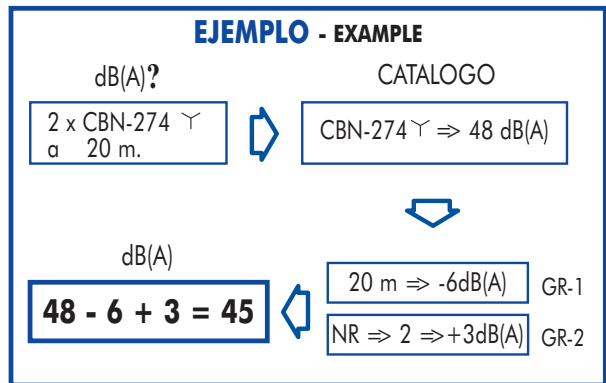 EJEMPLO - EXAMPLE
dB(A)?
2 x CBN-274 Y
a 20 m.
CATALOGO
CBN-274 Y ⇒ 48 dB(A)
20 m ⇒ -6dB(A) GR-1
NR ⇒ 2 ⇒+3dB(A) GR-2
dB(A)
48 - 6 + 3 = 45